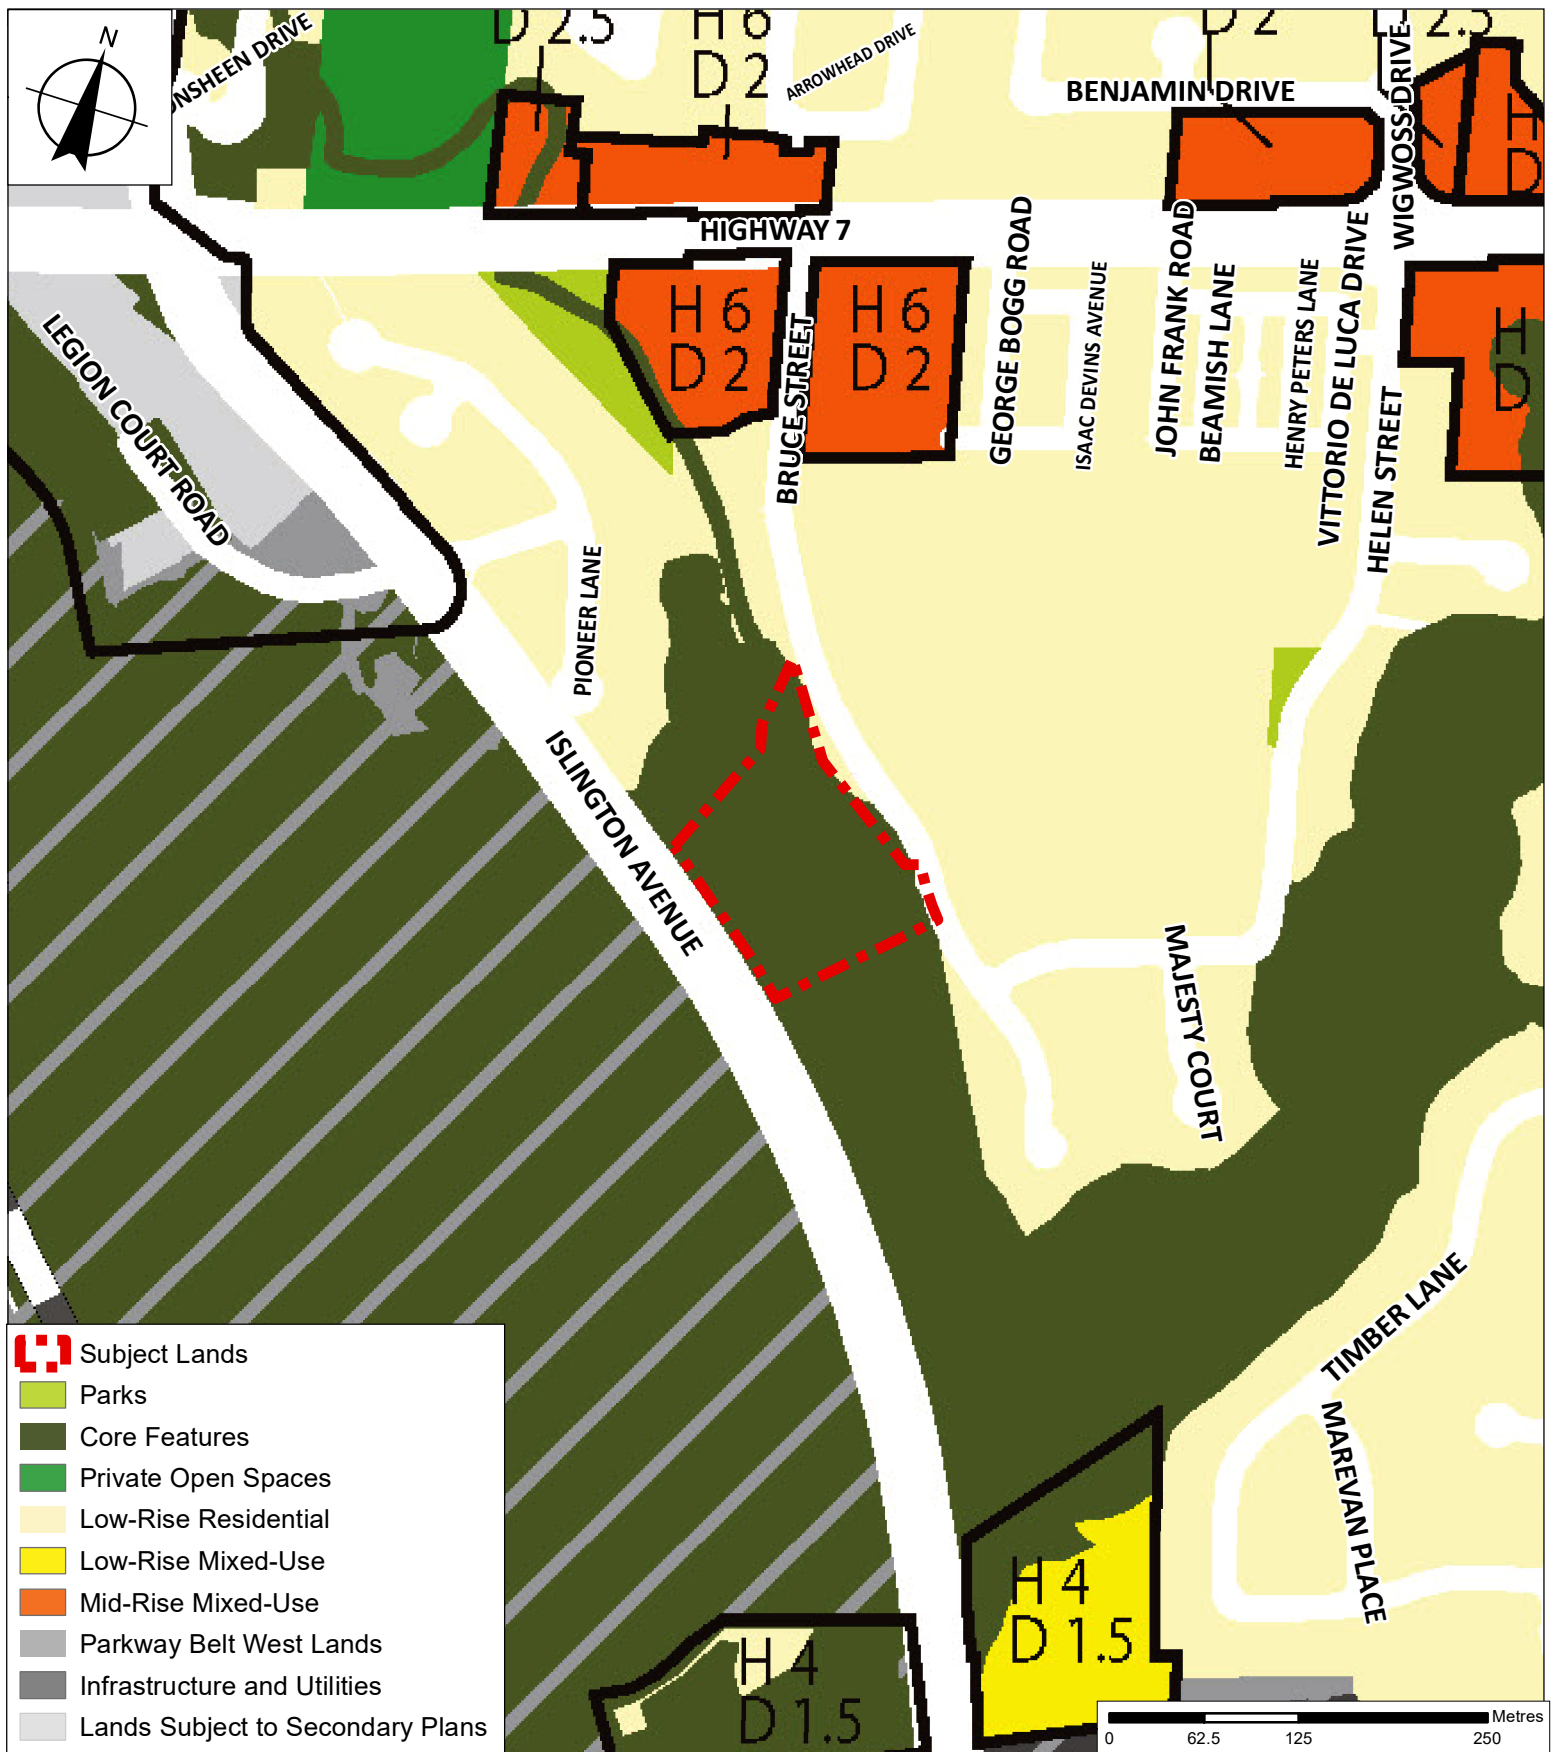 N
D 2.5
H 6
D 2
D 2
2.5
NSHEEN DRIVE
ARROWHEAD DRIVE
BENJAMIN DRIVE
WIGWOSS DRIVE
H
D
HIGHWAY 7
H 6
D 2
H 6
D 2
BRUCE STREET
GEORGE BOGG ROAD
ISAAC DEVINS AVENUE
JOHN FRANK ROAD
BEAMISH LANE
HENRY PETERS LANE
VITTORIO DE LUCA DRIVE
HELEN STREET
H
D
LEGION COURT ROAD
PIONEER LANE
ISLINGTON AVENUE
MAJESTY COURT
TIMBER LANE
MAREVAN PLACE
H 4
D 1.5
H 4
D 1.5
Subject Lands
Parks
Core Features
Private Open Spaces
Low-Rise Residential
Low-Rise Mixed-Use
Mid-Rise Mixed-Use
Parkway Belt West Lands
Infrastructure and Utilities
Lands Subject to Secondary Plans
Metres
0 62.5 125 250